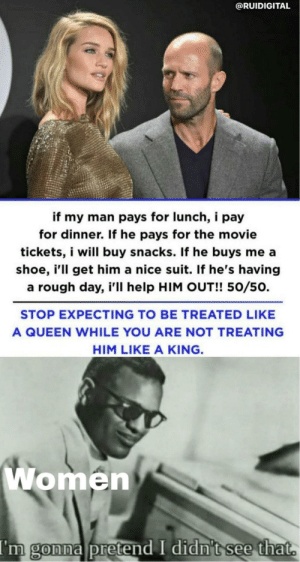 @RUIDIGITAL
if my man pays for lunch, i pay
for dinner. If he pays for the movie
tickets, i will buy snacks. If he buys me a
shoe, i'll get him a nice suit. If he's having
a rough day, i'll help HIM OUT!! 50/50.
STOP EXPECTING TO BE TREATED LIKE
A QUEEN WHILE YOU ARE NOT TREATING
HIM LIKE A KING.
Women
I'm gonna pretend I didn't see that.